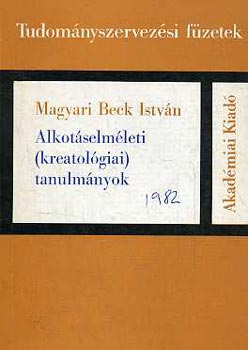 Tudományszervezési füzetek
Magyari Beck István
Alkotáselméleti
(kreatológiai)
tanulmányok
1982
Akadémiai Kiadó